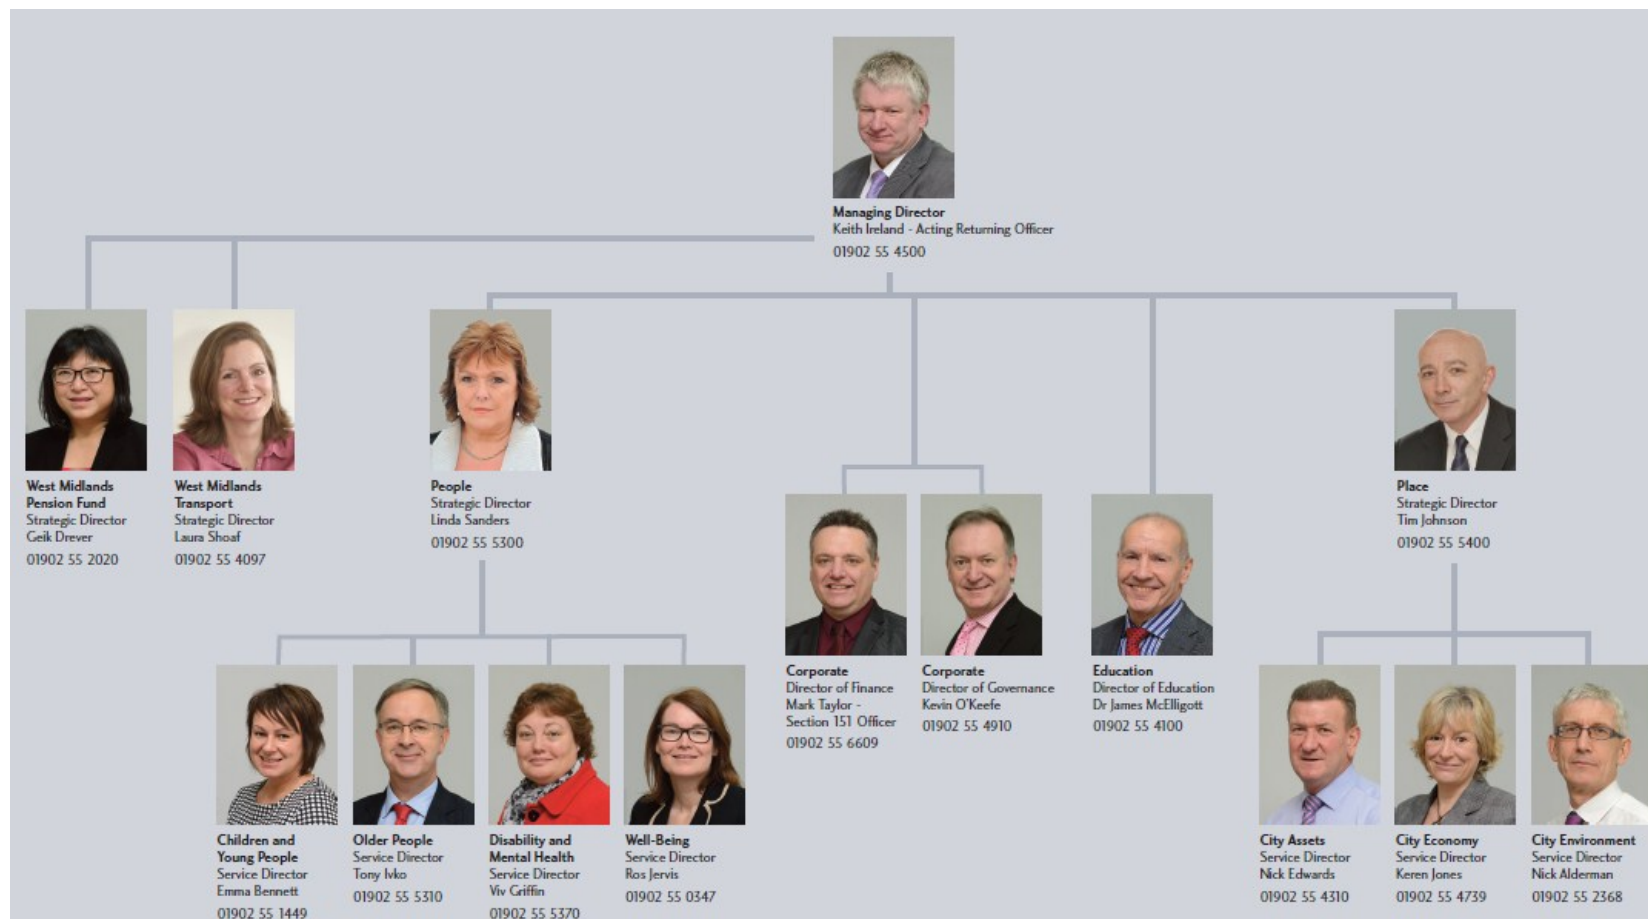 Managing Director
Keith Ireland - Acting Returning Officer
01902 55 4500
West Midlands
Pension Fund
Strategic Director
Geik Drever
01902 55 2020
West Midlands
Transport
Strategic Director
Laura Shoaf
01902 55 4097
People
Strategic Director
Linda Sanders
01902 55 5300
Place
Strategic Director
Tim Johnson
01902 55 5400
Corporate
Director of Finance
Mark Taylor -
Section 151 Officer
01902 55 6609
Corporate
Director of Governance
Kevin O'Keefe
01902 55 4910
Education
Director of Education
Dr James McElligott
01902 55 4100
Children and
Young People
Service Director
Emma Bennett
01902 55 1449
Older People
Service Director
Tony Ivko
01902 55 5310
Disability and
Mental Health
Service Director
Viv Griffin
01902 55 5370
Well-Being
Service Director
Ros Jervis
01902 55 0347
City Assets
Service Director
Nick Edwards
01902 55 4310
City Economy
Service Director
Keren Jones
01902 55 4739
City Environment
Service Director
Nick Alderman
01902 55 2368